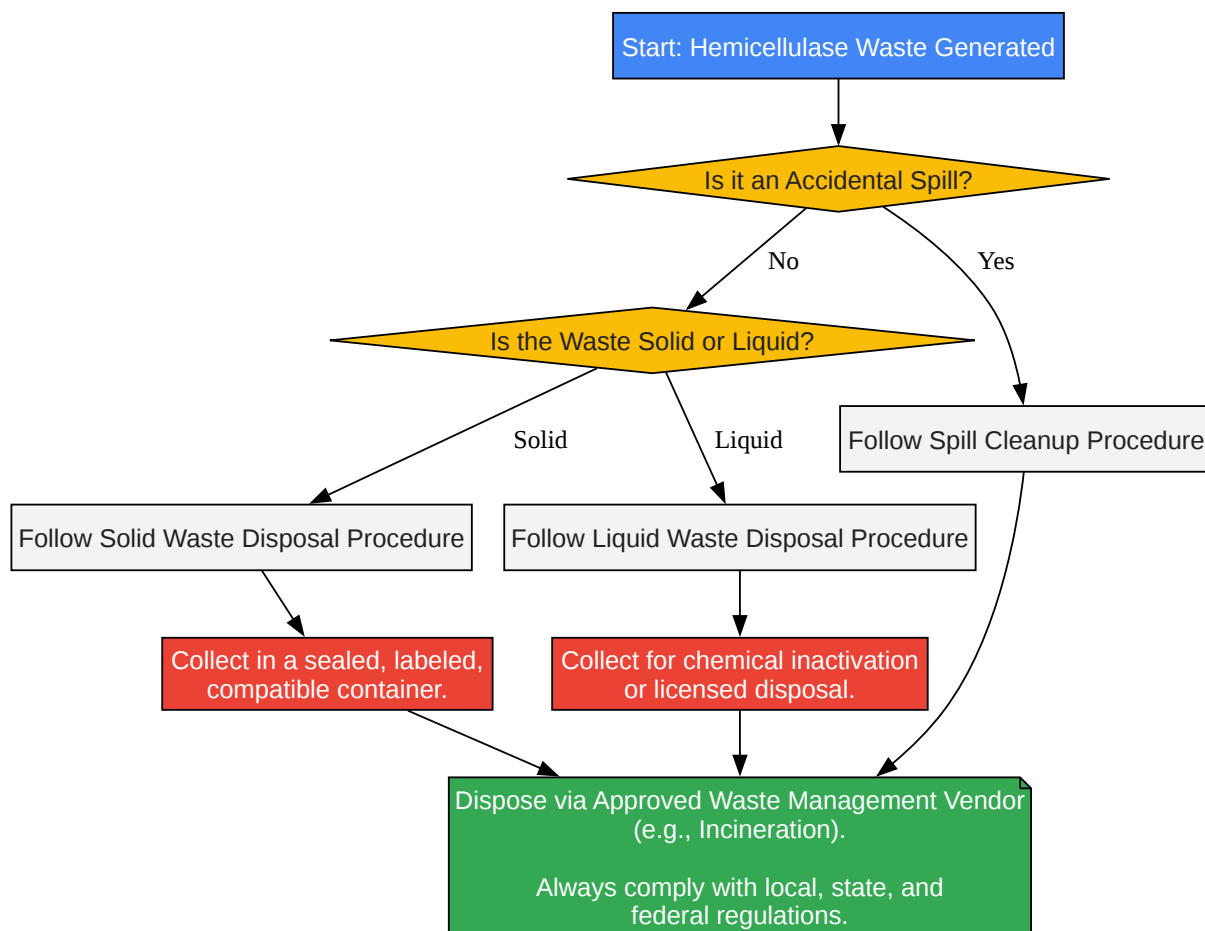 Start: Hemicellulase Waste Generated
Is it an Accidental Spill?
No
Yes
Is the Waste Solid or Liquid?
Solid
Liquid
Follow Spill Cleanup Procedure
Follow Solid Waste Disposal Procedure
Follow Liquid Waste Disposal Procedure
Collect in a sealed, labeled,
compatible container.
Collect for chemical inactivation
or licensed disposal.
Dispose via Approved Waste Management Vendor
(e.g., Incineration).
Always comply with local, state, and
federal regulations.